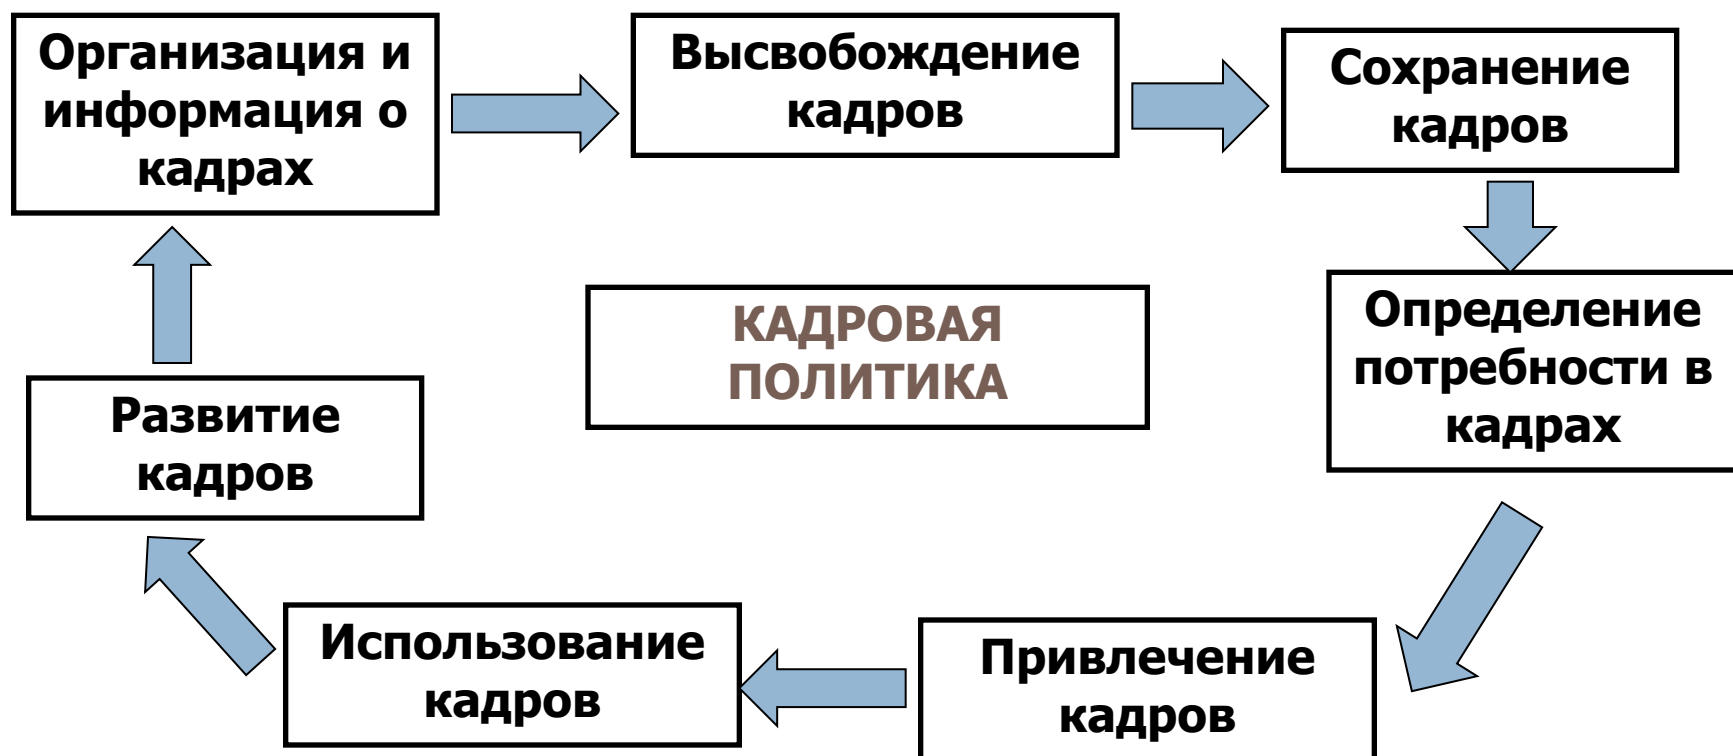 Организация и
информация о
кадрах
Высвобождение
кадров
Сохранение
кадров
КАДРОВАЯ
ПОЛИТИКА
Определение
потребности в
кадрах
Развитие
кадров
Использование
кадров
Привлечение
кадров